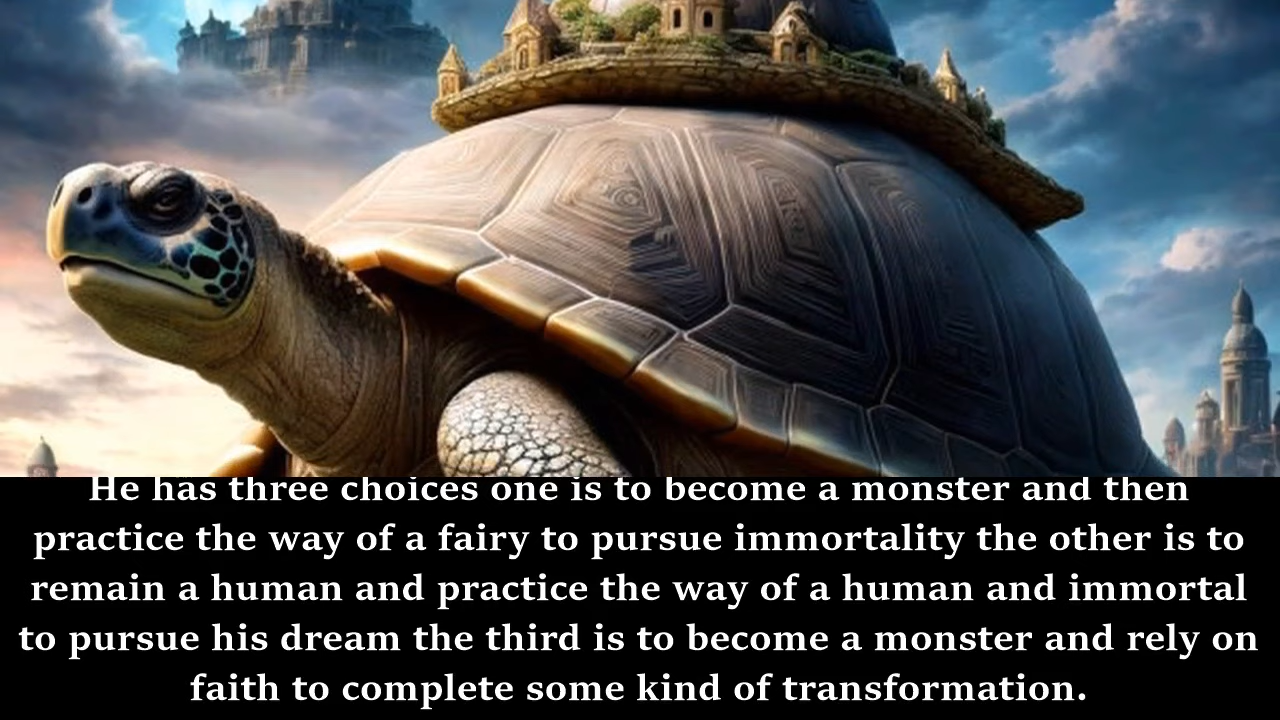 He has three choices one is to become a monster and then
practice the way of a fairy to pursue immortality the other is to
remain a human and practice the way of a human and immortal
to pursue his dream the third is to become a monster and rely on
faith to complete some kind of transformation.